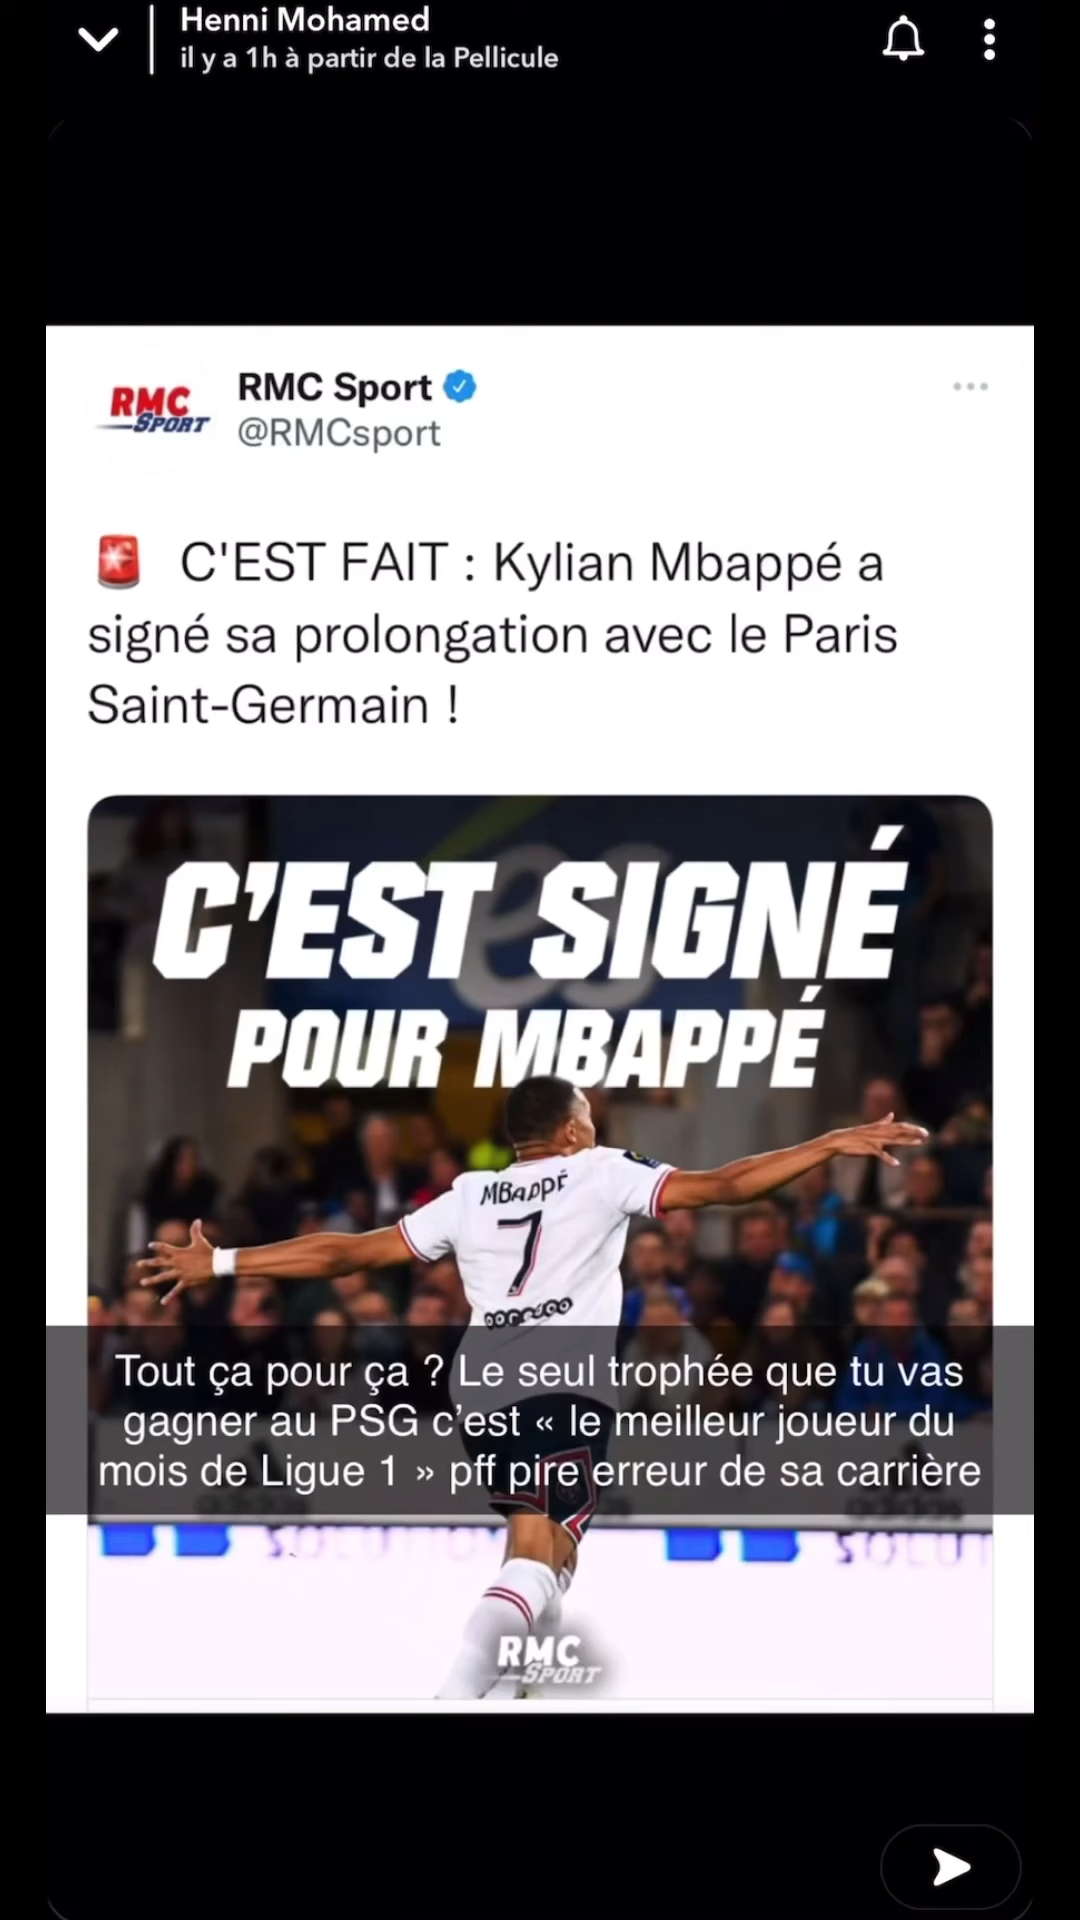 Henni Mohamed
il y a 1h à partir de la Pellicule
RMC
SPORT
RMC Sport
@RMCsport
C'EST FAIT : Kylian Mbappé a
signé sa prolongation avec le Paris
Saint-Germain !
C'EST SIGNÉ
POUR MBAPPÉ
MBAPPÉ
7
ooredoo
Tout ça pour ça ? Le seul trophée que tu vas
gagner au PSG c'est « le meilleur joueur du
mois de Ligue 1 » pff pire erreur de sa carrière
RMC
SPORT